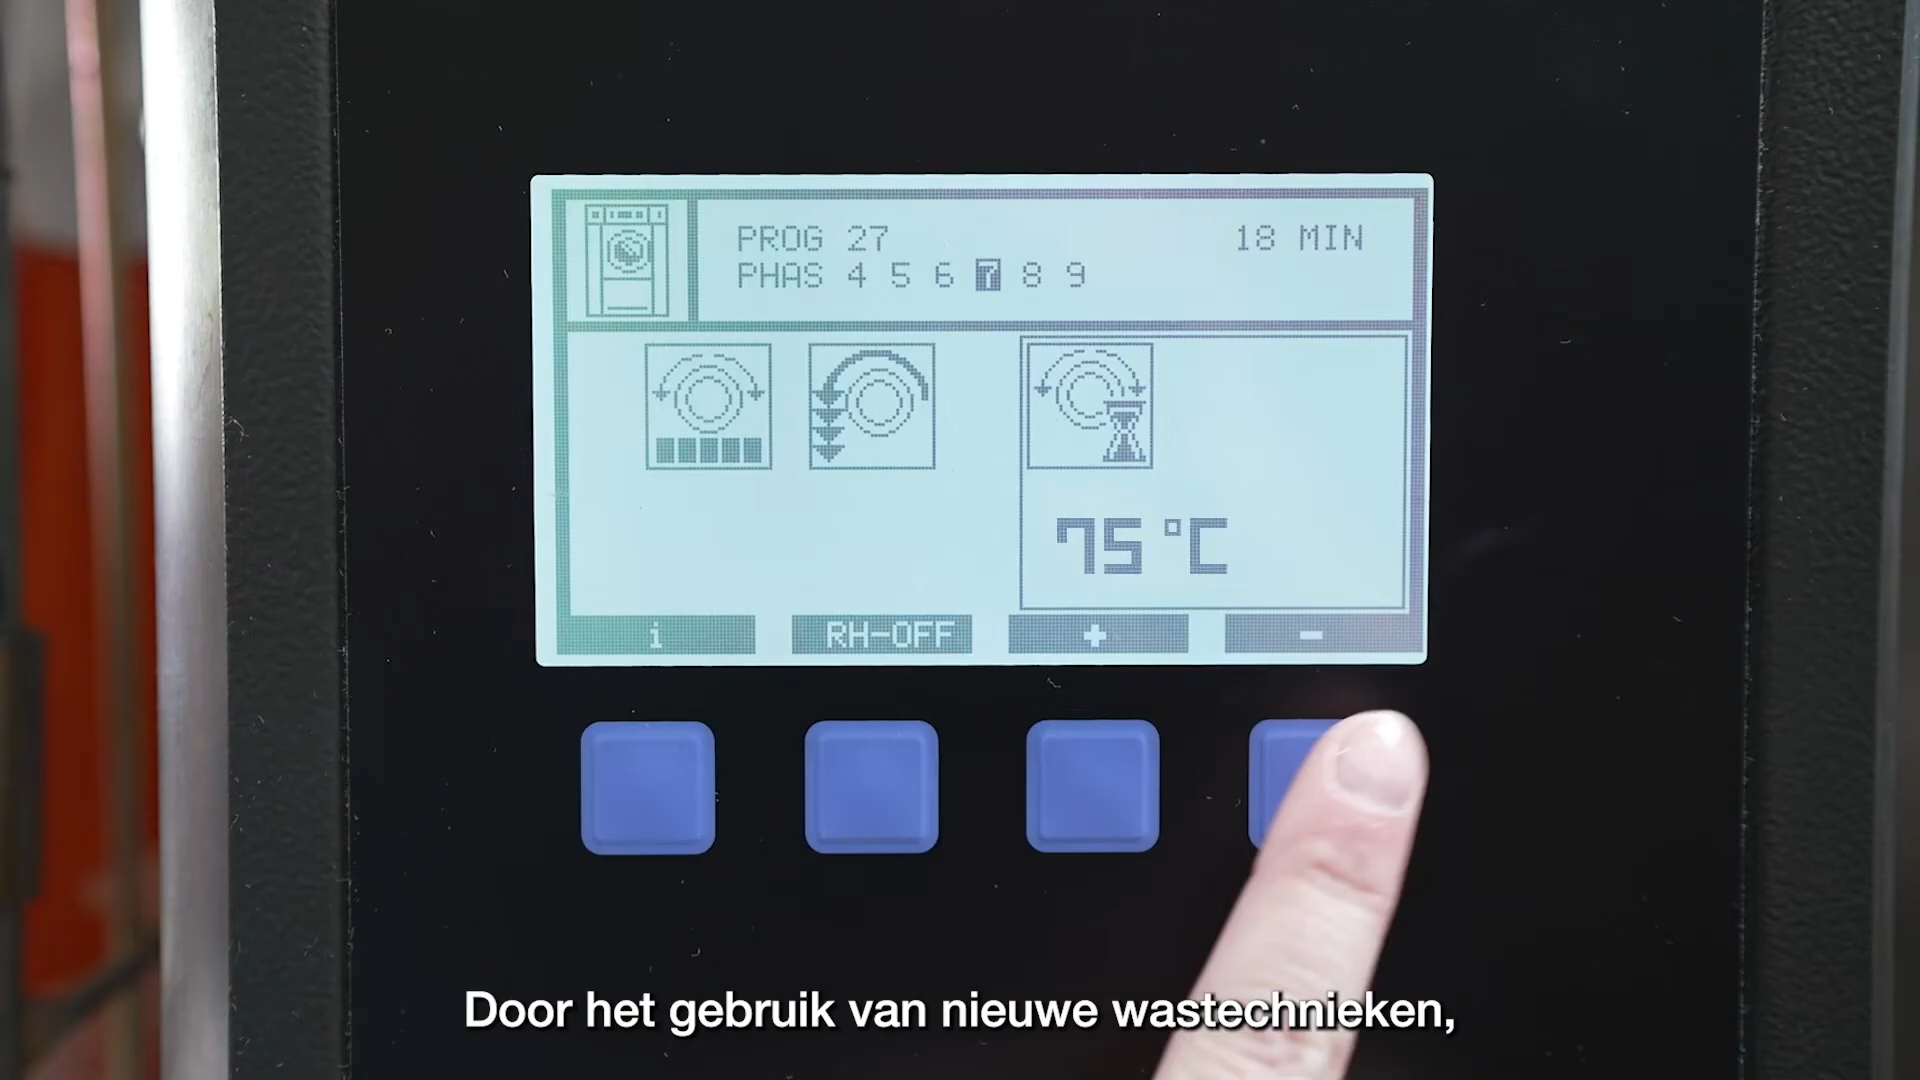 PROG 27 18 MIN
PHAS 4 5 6 7 8 9
75 °C
i RH-OFF + -
Door het gebruik van nieuwe wastechnieken,